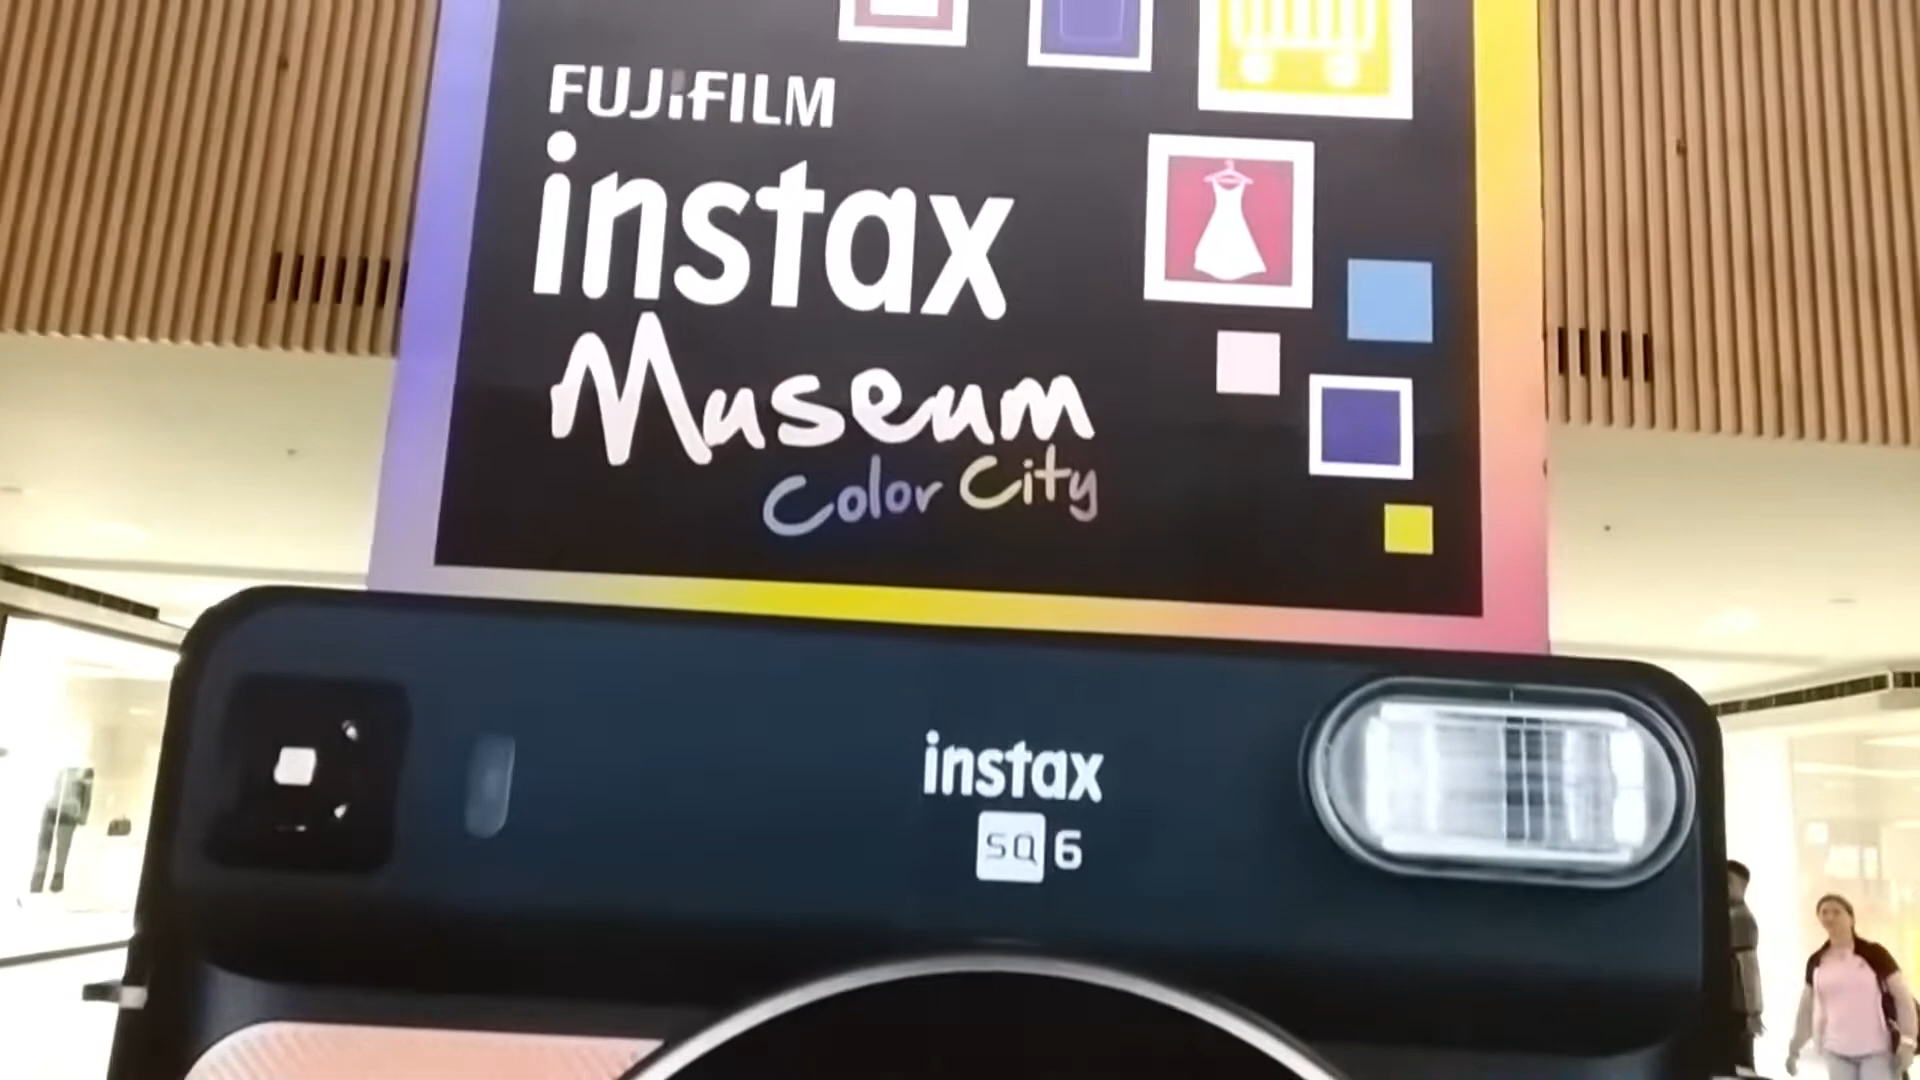 FUJIFILM
instax
Museum
Color City
instax
SQ 6